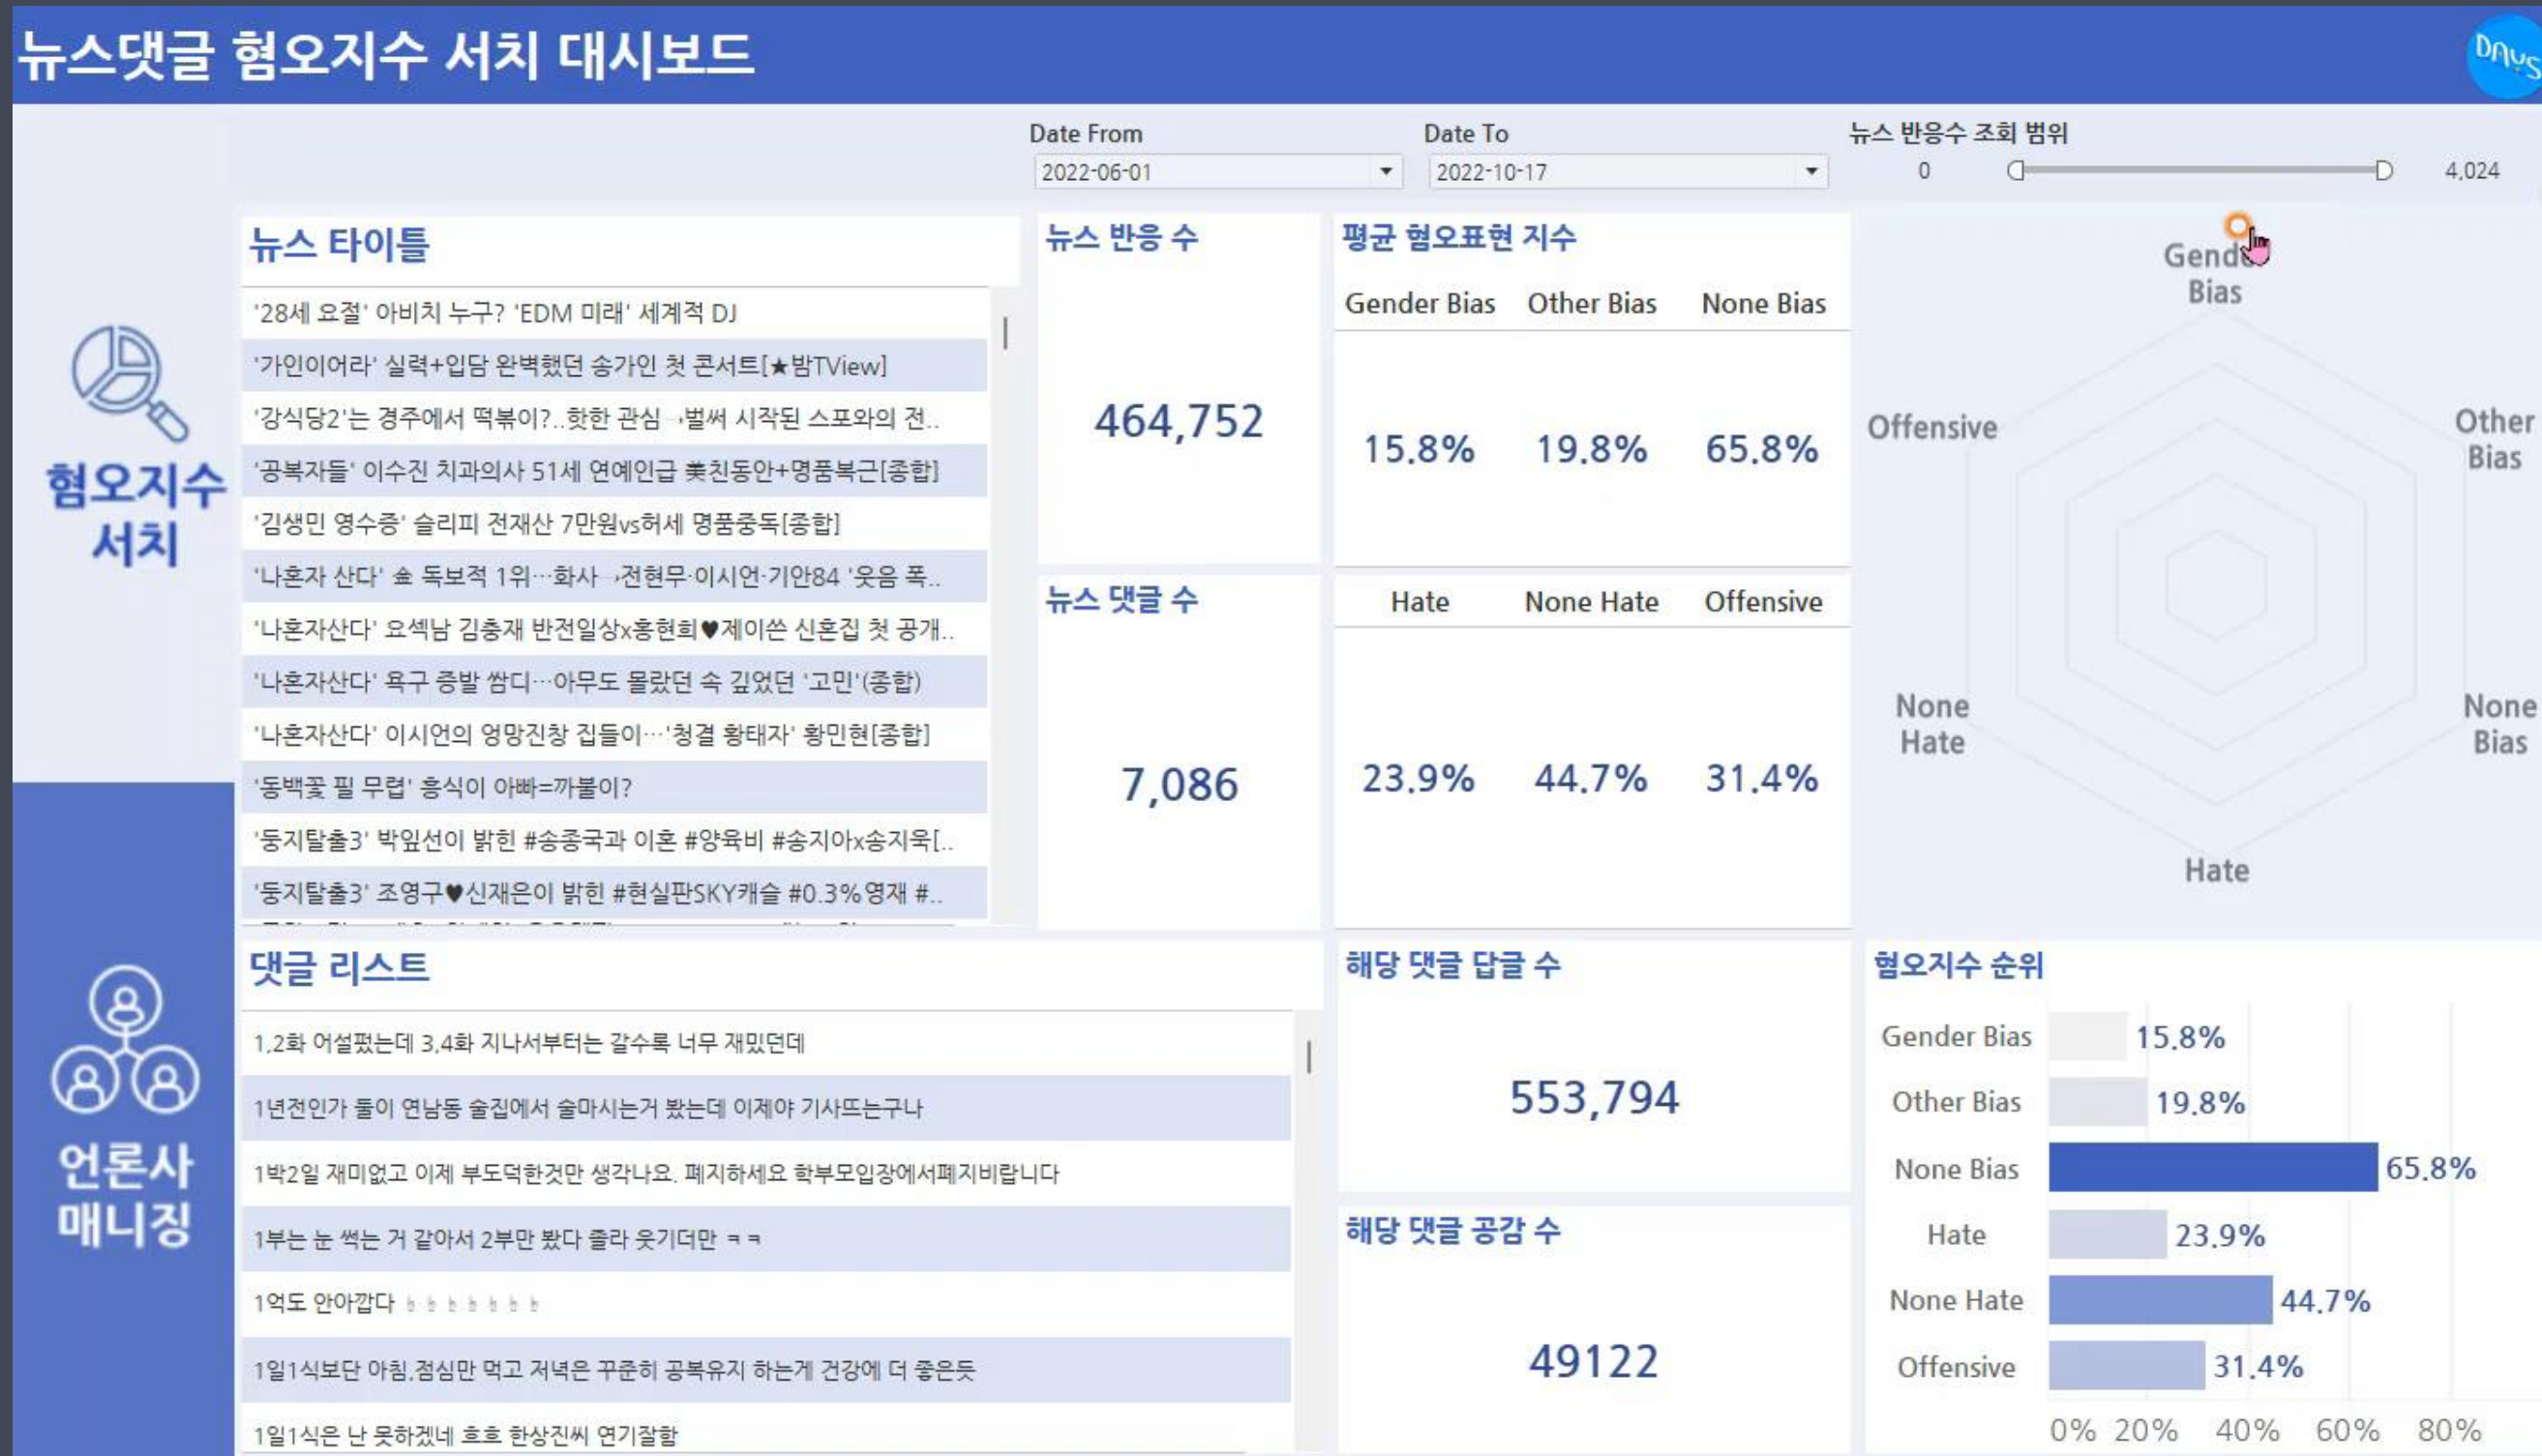 뉴스댓글 혐오지수 서치 대시보드
DAVS
Date From
2022-06-01
Date To
2022-10-17
뉴스 반응수 조회 범위
0
4,024
혐오지수
서치
언론사
매니징
뉴스 타이틀
'28세 요절' 아비치 누구? 'EDM 미래' 세계적 DJ
'가인이어라' 실력+입담 완벽했던 송가인 첫 콘서트[★밤TView]
'강식당2'는 경주에서 떡볶이?..핫한 관심→벌써 시작된 스포와의 전..
'공복자들' 이수진 치과의사 51세 연예인급 美친동안+명품복근[종합]
'김생민 영수증' 슬리피 전재산 7만원vs허세 명품중독[종합]
'나혼자 산다' 金 독보적 1위…화사→전현무·이시언·기안84 '웃음 폭..
'나혼자산다' 요섹남 김충재 반전일상x홍현희♥제이쓴 신혼집 첫 공개..
'나혼자산다' 욕구 증발 쌈디…아무도 몰랐던 속 깊었던 '고민'(종합)
'나혼자산다' 이시언의 엉망진창 집들이…'청결 황태자' 황민현[종합]
'동백꽃 필 무렵' 흥식이 아빠=까불이?
'둥지탈출3' 박잎선이 밝힌 #송종국과 이혼 #양육비 #송지아x송지욱[..
'둥지탈출3' 조영구♥신재은이 밝힌 #현실판SKY캐슬 #0.3%영재 #..
뉴스 반응 수
464,752
뉴스 댓글 수
7,086
평균 혐오표현 지수
Gender Bias Other Bias None Bias
15.8% 19.8% 65.8%
Hate None Hate Offensive
23.9% 44.7% 31.4%
Gender
Bias
Other
Bias
None
Bias
Hate
None
Hate
Offensive
댓글 리스트
1,2화 어설펐는데 3,4화 지나서부터는 갈수록 너무 재밌던데
1년전인가 둘이 연남동 술집에서 술마시는거 봤는데 이제야 기사뜨는구나
1박2일 재미없고 이제 부도덕한것만 생각나요. 폐지하세요 학부모입장에서폐지비랍니다
1부는 눈 썩는 거 같아서 2부만 봤다 졸라 웃기더만 ㅋㅋ
1억도 안아깝다
1일1식보단 아침,점심만 먹고 저녁은 꾸준히 공복유지 하는게 건강에 더 좋은듯
1일1식은 난 못하겠네 흐흐 한상진씨 연기잘함
해당 댓글 답글 수
553,794
해당 댓글 공감 수
49122
혐오지수 순위
Gender Bias 15.8%
Other Bias 19.8%
None Bias 65.8%
Hate 23.9%
None Hate 44.7%
Offensive 31.4%
0% 20% 40% 60% 80%